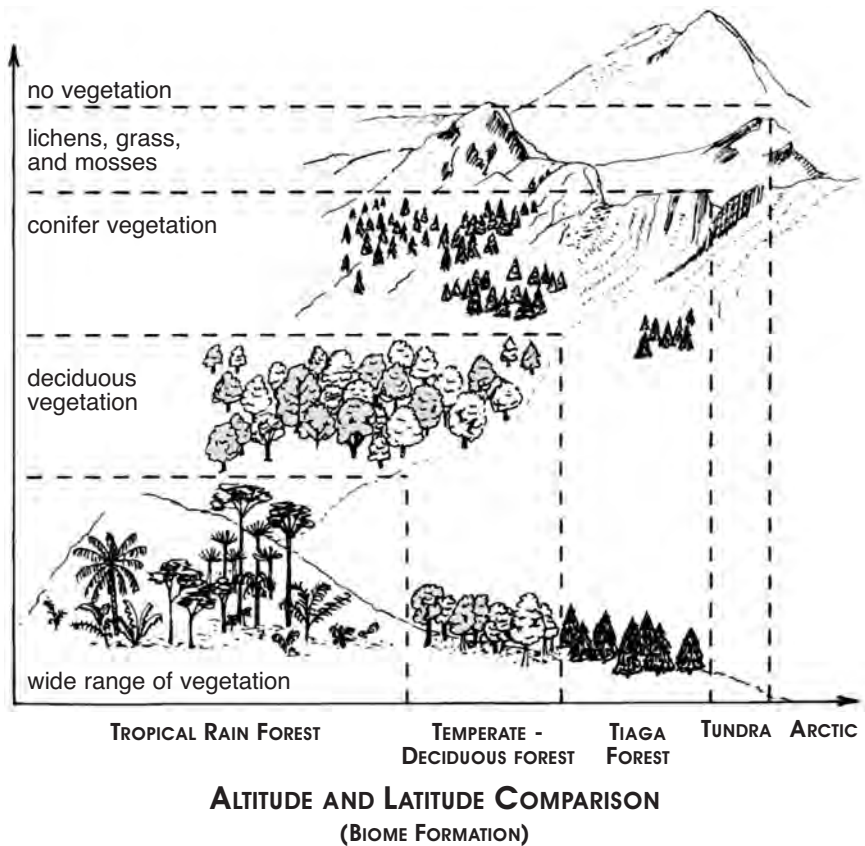 no vegetation
lichens, grass,
and mosses
conifer vegetation
deciduous
vegetation
wide range of vegetation
TROPICAL RAIN FOREST
TEMPERATE -
DECIDUOUS FOREST
TIAGA
FOREST
TUNDRA
ARCTIC
ALTITUDE AND LATITUDE COMPARISON
(BIOME FORMATION)